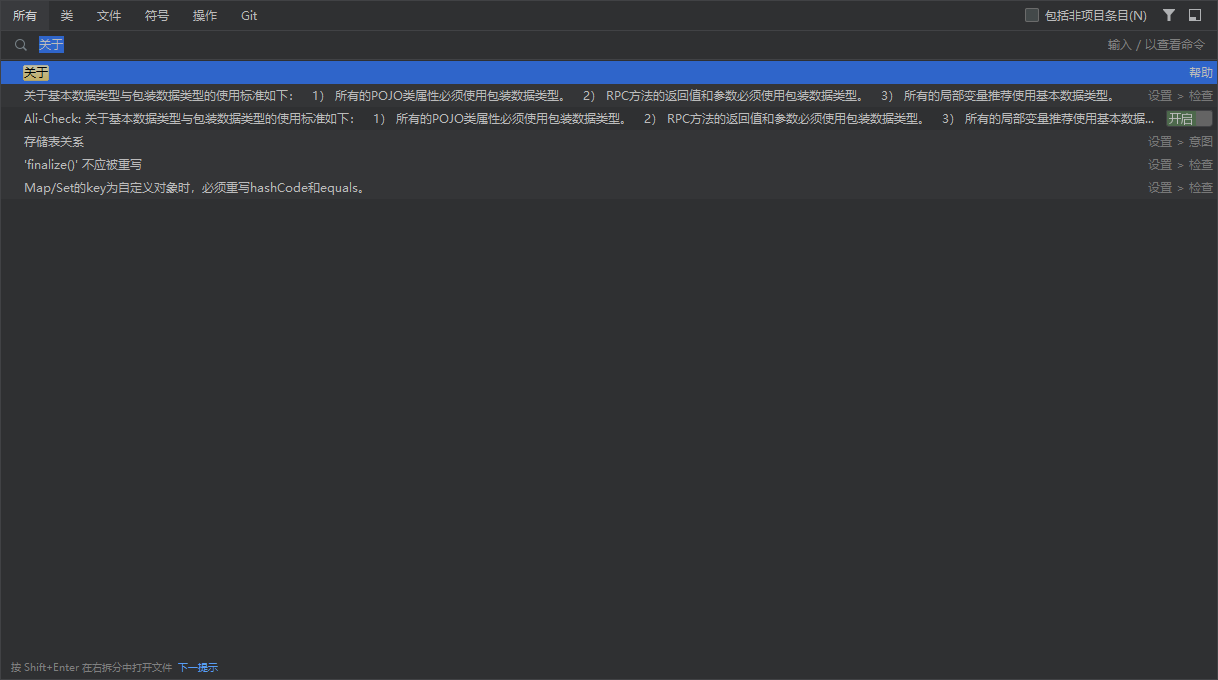 所有 类 文件 符号 操作 Git 包括非项目条目(N)
关于 输入 / 以查看命令
关于 帮助
关于基本数据类型与包装数据类型的使用标准如下： 1） 所有的POJO类属性必须使用包装数据类型。 2） RPC方法的返回值和参数必须使用包装数据类型。 3） 所有的局部变量推荐使用基本数据类型。 设置 > 检查
Ali-Check: 关于基本数据类型与包装数据类型的使用标准如下： 1） 所有的POJO类属性必须使用包装数据类型。 2） RPC方法的返回值和参数必须使用包装数据类型。 3） 所有的局部变量推荐使用基本数据... 开启
存储表关系 设置 > 意图
'finalize()' 不应被重写 设置 > 检查
Map/Set的key为自定义对象时，必须重写hashCode和equals。 设置 > 检查
按 Shift+Enter 在右拆分中打开文件 下一提示